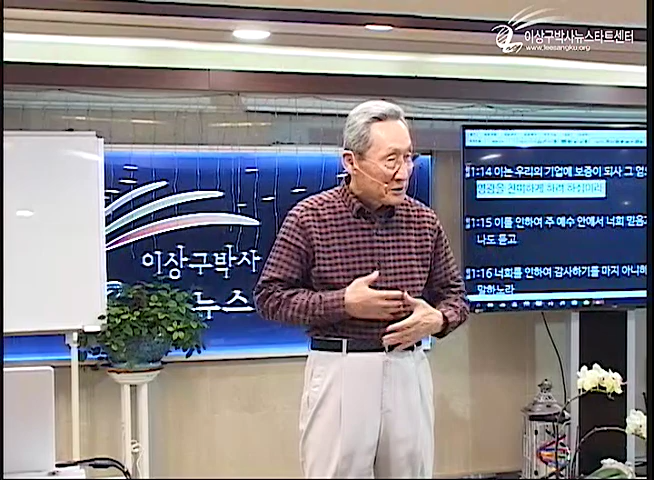 이상구박사뉴스타트센터
www.leesangku.org
이상구박사
뉴스
1:14 이는 우리의 기업에 보증이 되사 그
영광을 찬미하게 하려 하심이라
1:15 이를 인하여 주 예수 안에서 너희 믿음
나도 듣고
1:16 너희를 인하여 감사하기를 마지 아니하
말하노라